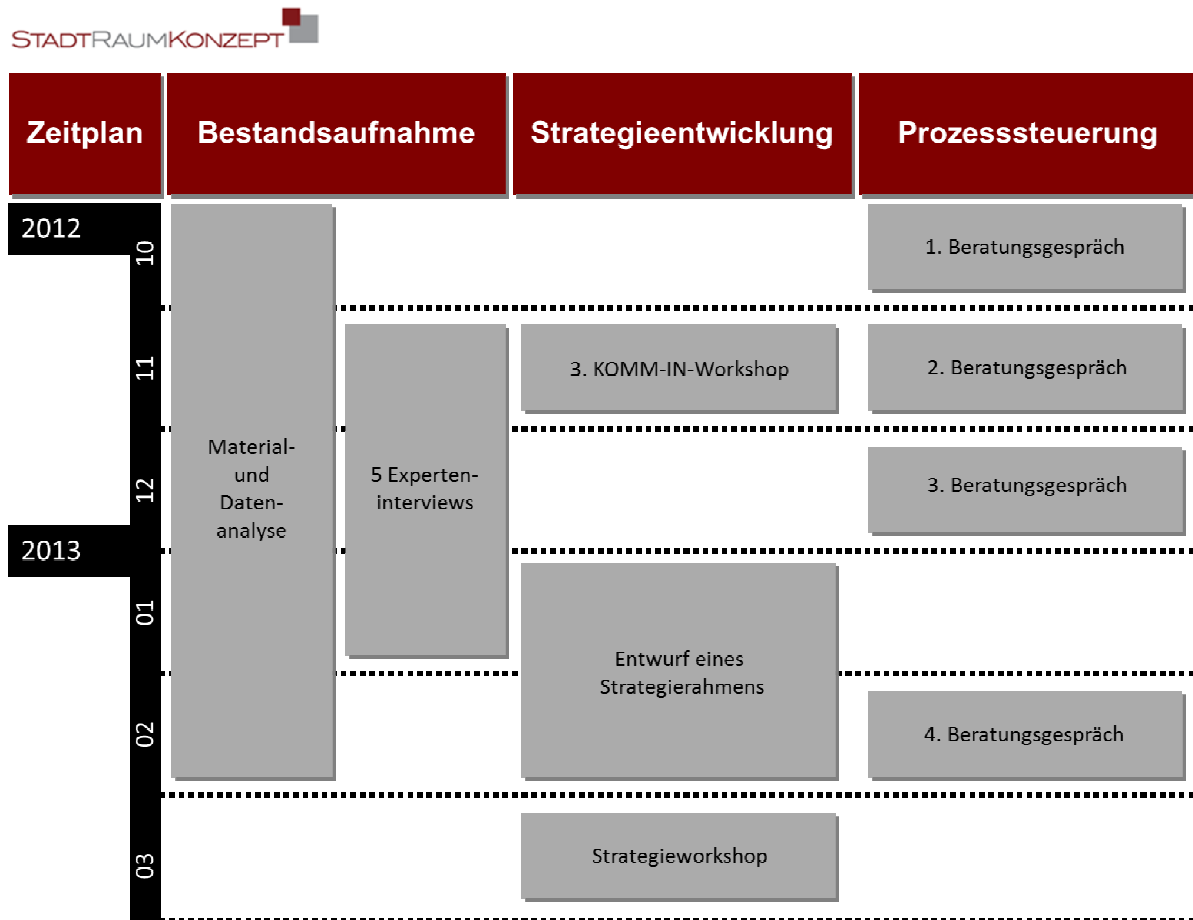 STADTRAUMKONZEPT
Zeitplan
Bestandsaufnahme
Strategieentwicklung
Prozesssteuerung
2012
10
1. Beratungsgespräch
11
3. KOMM-IN-Workshop
2. Beratungsgespräch
Material-
und
Daten-
analyse
5 Experten-
interviews
12
3. Beratungsgespräch
2013
01
Entwurf eines
Strategierahmens
02
4. Beratungsgespräch
03
Strategieworkshop